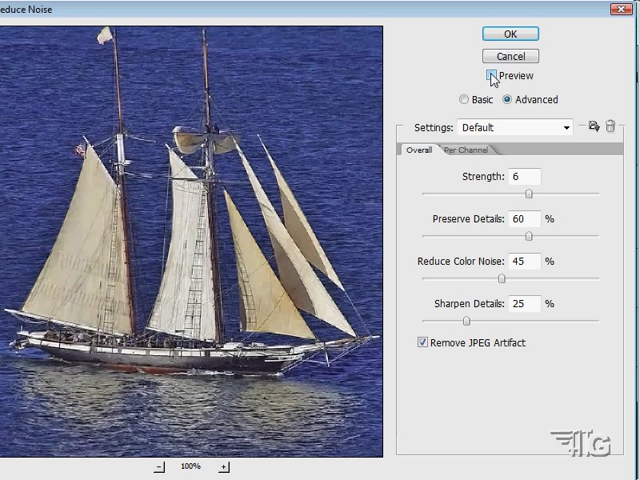 educe Noise
OK
Cancel
Preview
Basic Advanced
Settings: Default
Overall Per Channel
Strength: 6
Preserve Details: 60 %
Reduce Color Noise: 45 %
Sharpen Details: 25 %
Remove JPEG Artifact
100%